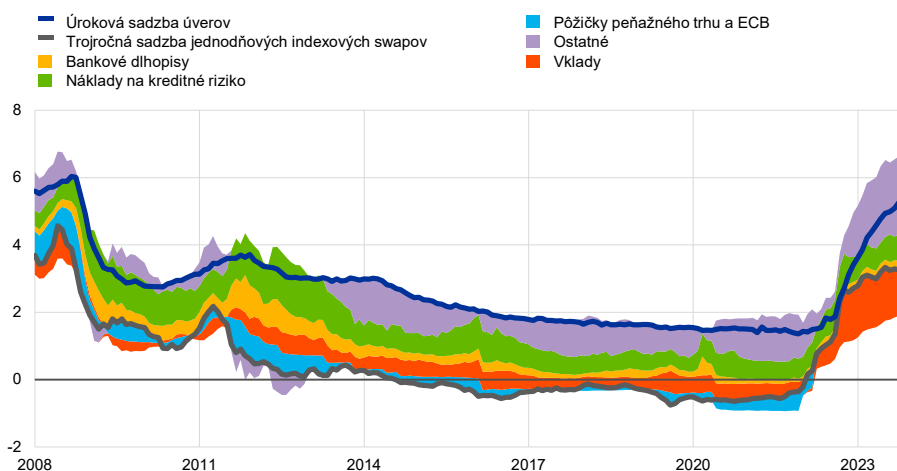 Úroková sadzba úverov
Trojročná sadzba jednodňových indexových swapov
Bankové dlhopisy
Náklady na kreditné riziko
Pôžičky peňažného trhu a ECB
Ostatné
Vklady
8
6
4
2
0
-2
2008 2011 2014 2017 2020 2023